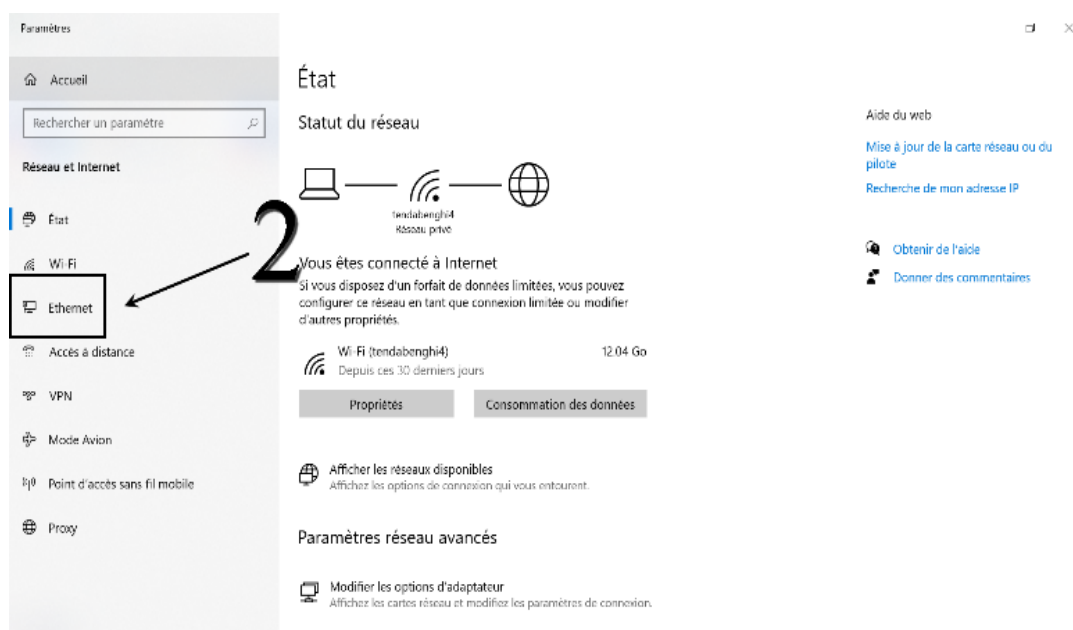 Paramètres
Accueil
Rechercher un paramètre
Réseau et Internet
État
Wi-Fi
Ethernet
Accès à distance
VPN
Mode Avion
Point d'accès sans fil mobile
Proxy
2
État
Statut du réseau
tendabenghi4
Réseau privé
Vous êtes connecté à Internet
Si vous disposez d'un forfait de données limitées, vous pouvez
configurer ce réseau en tant que connexion limitée ou modifier
d'autres propriétés.
Wi-Fi (tendabenghi4)
12.04 Go
Depuis ces 30 derniers jours
Propriétés
Consommation des données
Afficher les réseaux disponibles
Affichez les options de connexion qui vous entourent.
Paramètres réseau avancés
Modifier les options d'adaptateur
Affichez les cartes réseau et modifiez les paramètres de connexion.
Aide du web
Mise à jour de la carte réseau ou du
pilote
Recherche de mon adresse IP
Obtenir de l'aide
Donner des commentaires